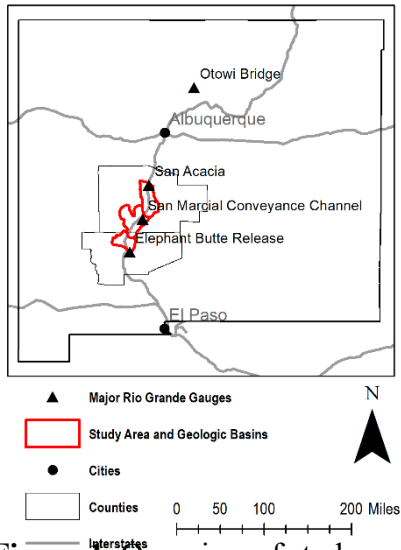 Otowi Bridge
Albuquerque
San Acacia
San Marcial Conveyance Channel
Elephant Butte Release
El Paso
Major Rio Grande Gauges
N
Study Area and Geologic Basins
Cities
Counties
0 50 100 200 Miles
Interstates